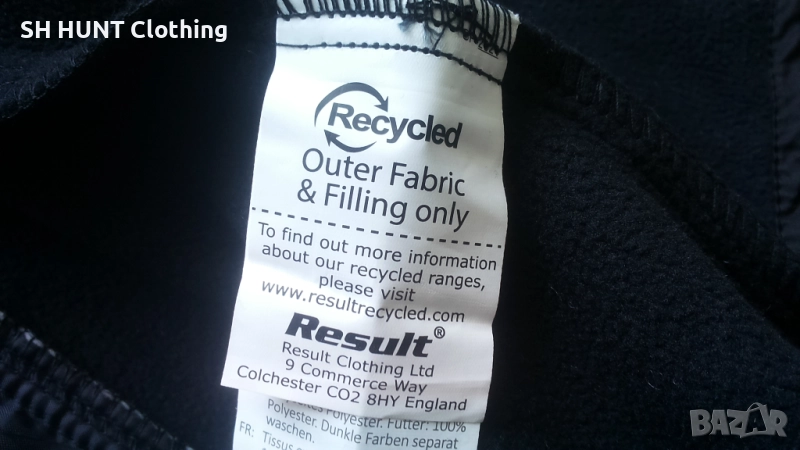 SH HUNT Clothing
Recycled
Outer Fabric
& Filling only
To find out more information
about our recycled ranges,
please visit
www.resultrecycled.com
Result®
Result Clothing Ltd
9 Commerce Way
Colchester CO2 8HY England
Polyester. Futter: 100%
Polyester. Dunkle Farben separat
waschen.
FR: Tissus
BAZAR